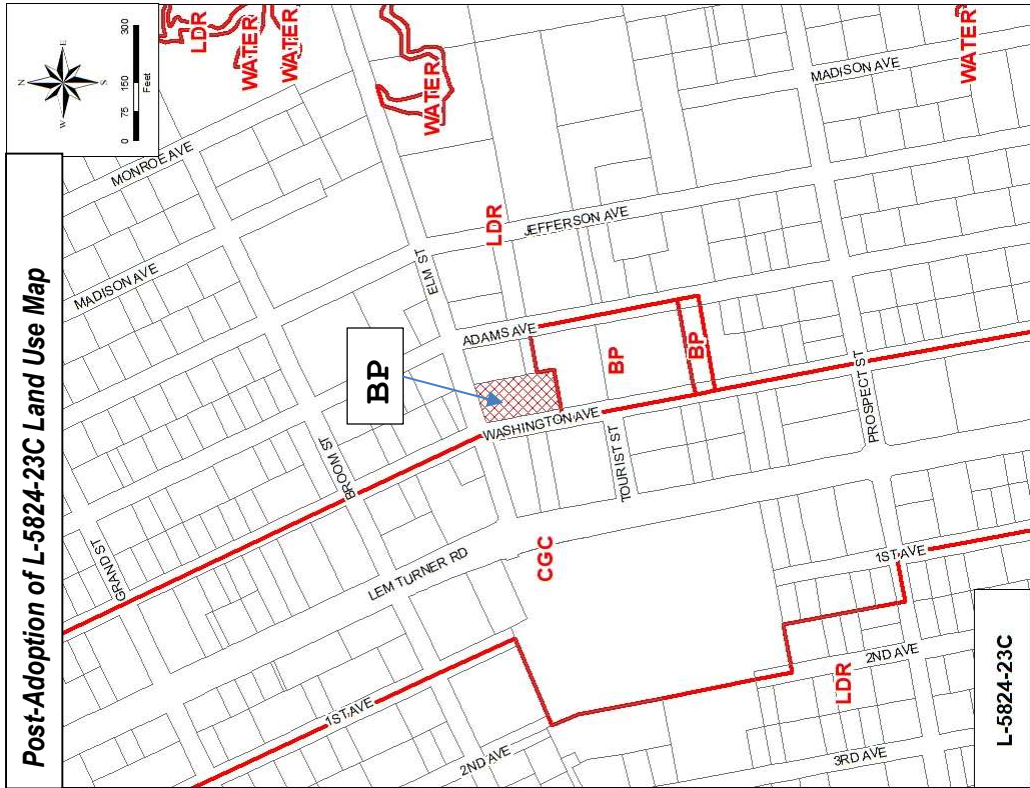 Post-Adoption of L-5824-23C Land Use Map
N
W
E
S
0 75 150 300
Feet
LDR
WATER
WATER
MONROE AVE
MADISON AVE
WATER
ELM ST
LDR
MADISON AVE
WATER
JEFFERSON AVE
BP
ADAMS AVE
GRAND ST
BROOM ST
WASHINGTON AVE
BP
BP
TOURIST ST
PROSPECT ST
LEM TURNER RD
CGC
1ST AVE
1ST AVE
2ND AVE
2ND AVE
LDR
3RD AVE
L-5824-23C